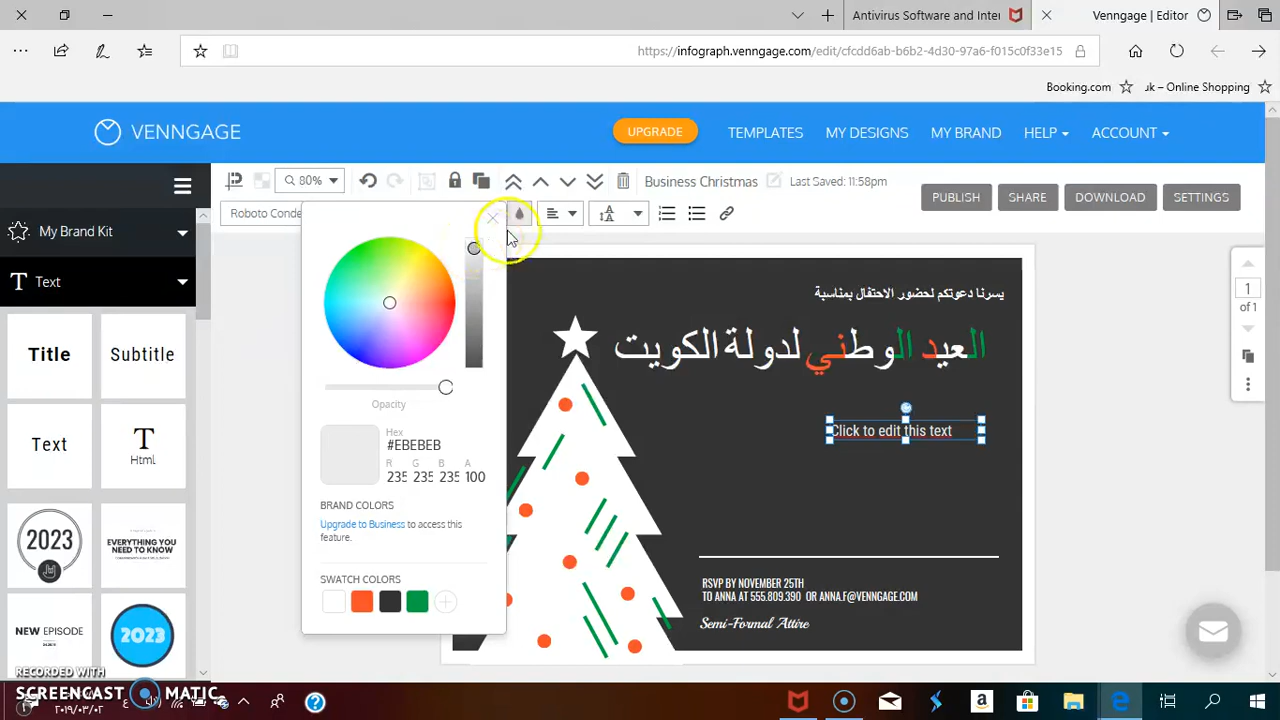 Antivirus Software and Inter
Venngage | Editor
https://infograph.venngage.com/edit/cfcdd6ab-b6b2-4d30-97a6-f015c0f33e15
Booking.com
Online Shopping – يك
VENNGAGE
UPGRADE
TEMPLATES
MY DESIGNS
MY BRAND
HELP
ACCOUNT
80%
Business Christmas
Last Saved: 11:58pm
PUBLISH
SHARE
DOWNLOAD
SETTINGS
My Brand Kit
Roboto Conde
Text
Title
Subtitle
Text
T
Html
2023
EVERYTHING YOU NEED TO KNOW
NEW EPISODE
2023
Opacity
Hex
#EBEBEB
R G B A
235 235 235 100
BRAND COLORS
Upgrade to Business to access this
feature.
SWATCH COLORS
يسرنا دعوتكم لحضور الاحتفال بمناسبة
العيد الوطني لدولة الكويت
Click to edit this text
RSVP BY NOVEMBER 25TH
TO ANNA AT 555.809.390 OR ANNA.F@VENNGAGE.COM
Semi-Formal Attire
1
of 1
RECORDED WITH
SCREENCAST MATIC
٢٠١٩/٠٣/٠٢